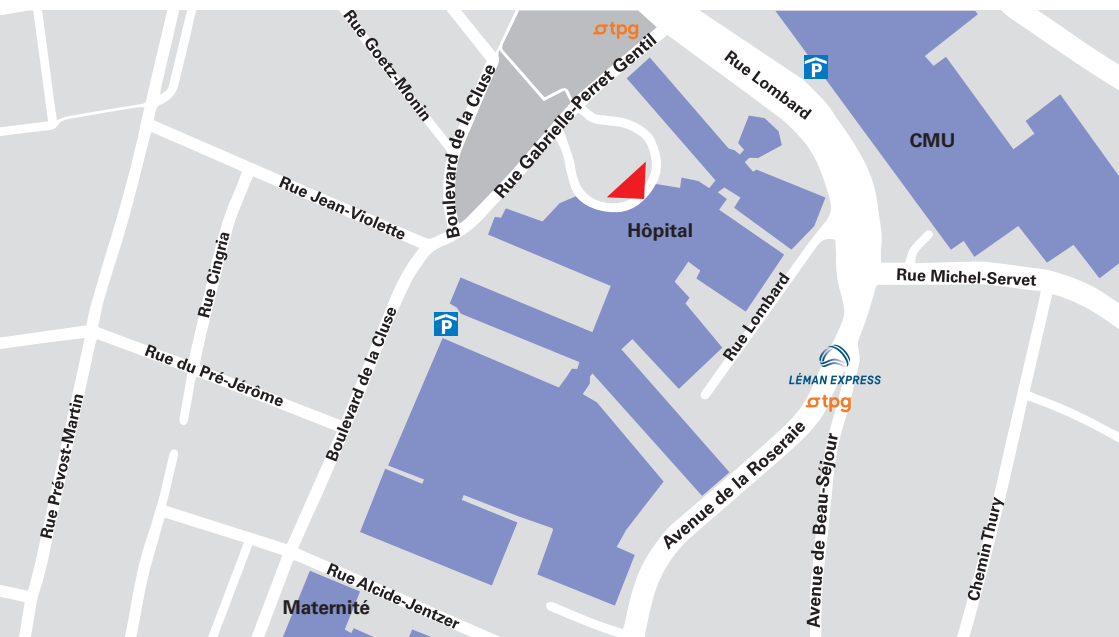 Rue Goetz-Monin
tpg
Boulevard de la Cluse
Rue Gabrielle-Perret Gentil
Rue Lombard
P
CMU
Rue Jean-Violette
Hôpital
Rue Cingria
Rue Michel-Servet
P
Rue Lombard
Boulevard de la Cluse
Rue du Pré-Jérôme
LÉMAN EXPRESS
tpg
Rue Prévost-Martin
Avenue de la Roseraie
Avenue de Beau-Séjour
Chemin Thury
Rue Alcide-Jentzer
Maternité